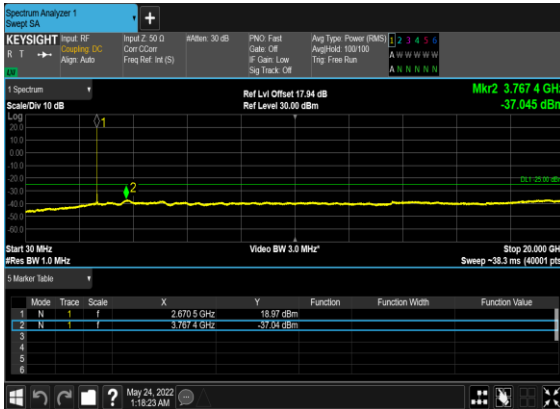 Spectrum Analyzer 1
Swept SA
+
KEYSIGHT Input: RF Input Z: 50 Ω #Atten: 30 dB PNO: Fast Avg Type: Power (RMS) 1 2 3 4 5 6
R T Coupling: DC Corr CCorr Gate: Off Avg|Hold: 100/100 A W W W W W
Align: Auto Freq Ref: Int (S) IF Gain: Low Trig: Free Run
Sig Track: Off A N N N N N
1 Spectrum
Ref Lvl Offset 17.94 dB Mkr2 3.767 4 GHz
Scale/Div 10 dB Ref Level 30.00 dBm -37.045 dBm
Log
20.0
10.0
0.00
-10.0
-20.0
-30.0
-40.0
-50.0
-60.0
1
2
DL1 -25.00 dBm
Start 30 MHz Video BW 3.0 MHz* Stop 20.000 GHz
#Res BW 1.0 MHz Sweep ~38.3 ms (40001 pts)
5 Marker Table
Mode Trace Scale X Y Function Function Width Function Value
1 N 1 f 2.670 5 GHz 18.97 dBm
2 N 1 f 3.767 4 GHz -37.04 dBm
3
4
5
6
?
May 24, 2022
1:18:23 AM